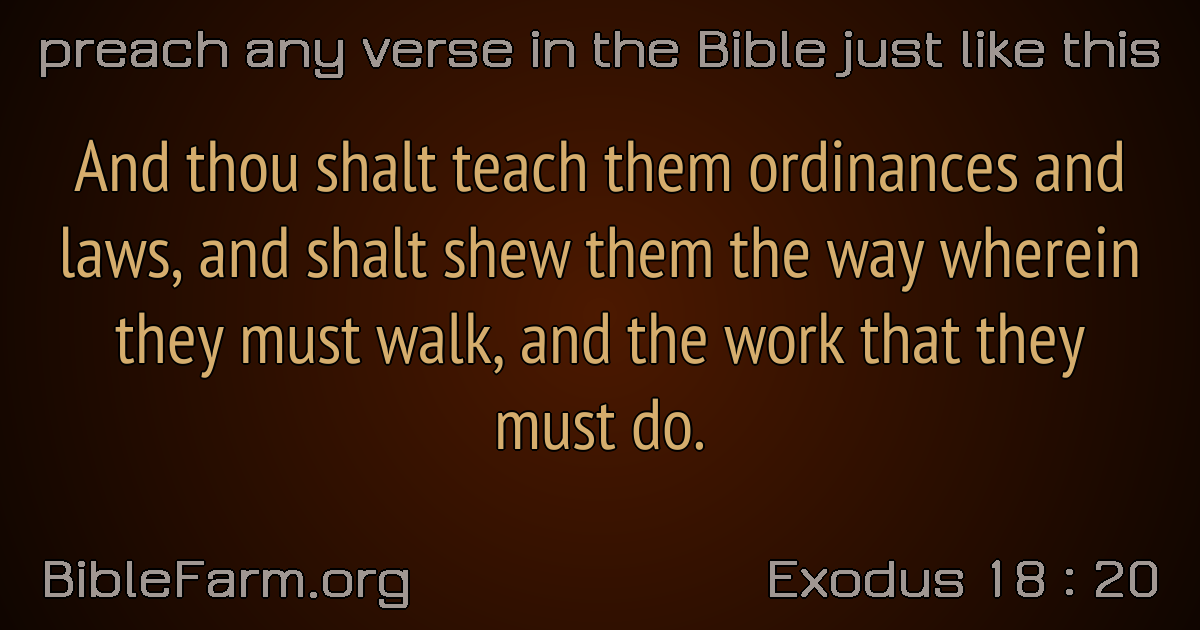 preach any verse in the Bible just like this
And thou shalt teach them ordinances and
laws, and shalt shew them the way wherein
they must walk, and the work that they
must do.
BibleFarm.org
Exodus 18 : 20